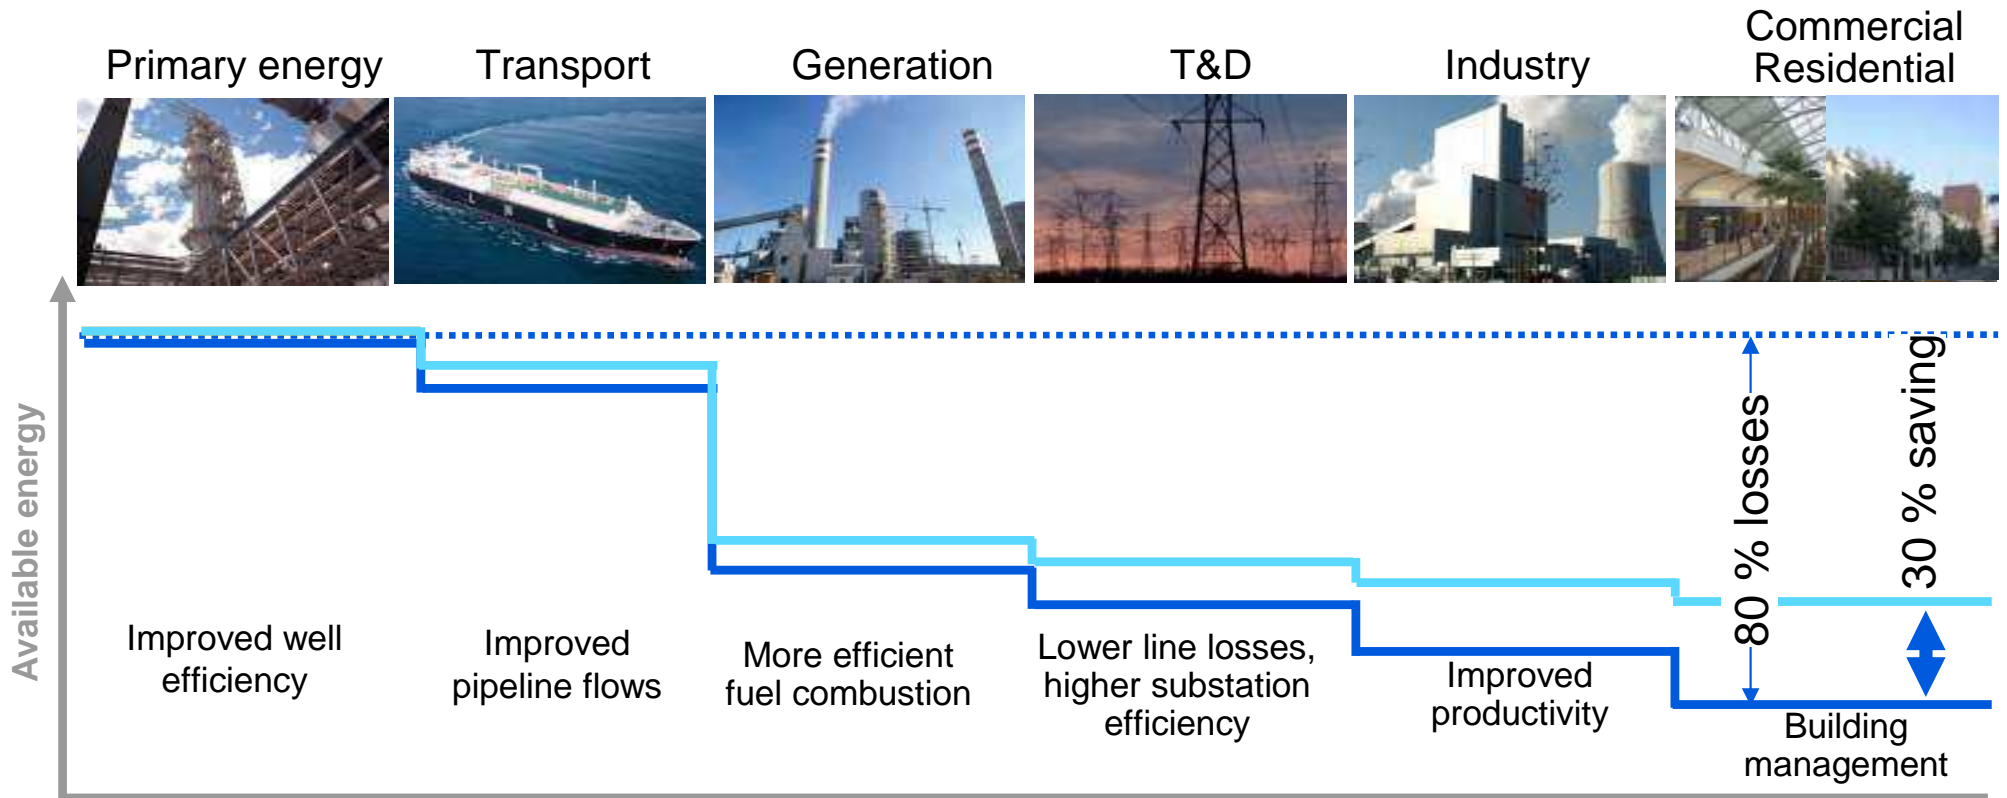 Primary energy
Transport
Generation
T&D
Industry
Commercial
Residential
L N G
Available energy
80 % losses
30 % saving
Improved well
efficiency
Improved
pipeline flows
More efficient
fuel combustion
Lower line losses,
higher substation
efficiency
Improved
productivity
Building
management